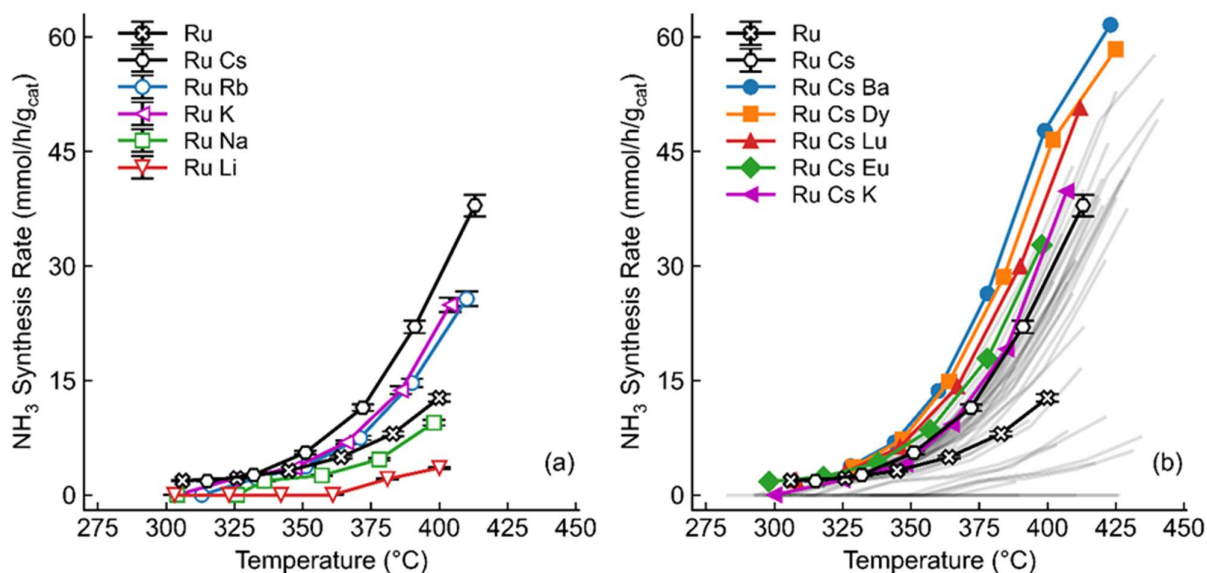 60
45
30
15
0
NH3 Synthesis Rate (mmol/h/gcat)
Ru
Ru Cs
Ru Rb
Ru K
Ru Na
Ru Li
(a)
275 300 325 350 375 400 425 450
Temperature (°C)
60
45
30
15
0
NH3 Synthesis Rate (mmol/h/gcat)
Ru
Ru Cs
Ru Cs Ba
Ru Cs Dy
Ru Cs Lu
Ru Cs Eu
Ru Cs K
(b)
275 300 325 350 375 400 425 450
Temperature (°C)